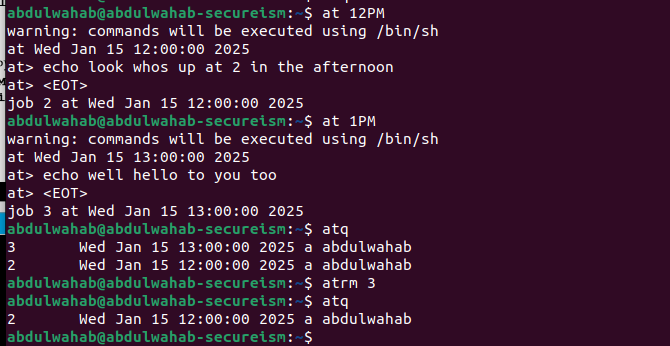 abdulwahab@abdulwahab-secureism:~$ at 12PM
warning: commands will be executed using /bin/sh
at Wed Jan 15 12:00:00 2025
at> echo look whos up at 2 in the afternoon
at> <EOT>
job 2 at Wed Jan 15 12:00:00 2025
abdulwahab@abdulwahab-secureism:~$ at 1PM
warning: commands will be executed using /bin/sh
at Wed Jan 15 13:00:00 2025
at> echo well hello to you too
at> <EOT>
job 3 at Wed Jan 15 13:00:00 2025
abdulwahab@abdulwahab-secureism:~$ atq
3       Wed Jan 15 13:00:00 2025 a abdulwahab
2       Wed Jan 15 12:00:00 2025 a abdulwahab
abdulwahab@abdulwahab-secureism:~$ atrm 3
abdulwahab@abdulwahab-secureism:~$ atq
2       Wed Jan 15 12:00:00 2025 a abdulwahab
abdulwahab@abdulwahab-secureism:~$